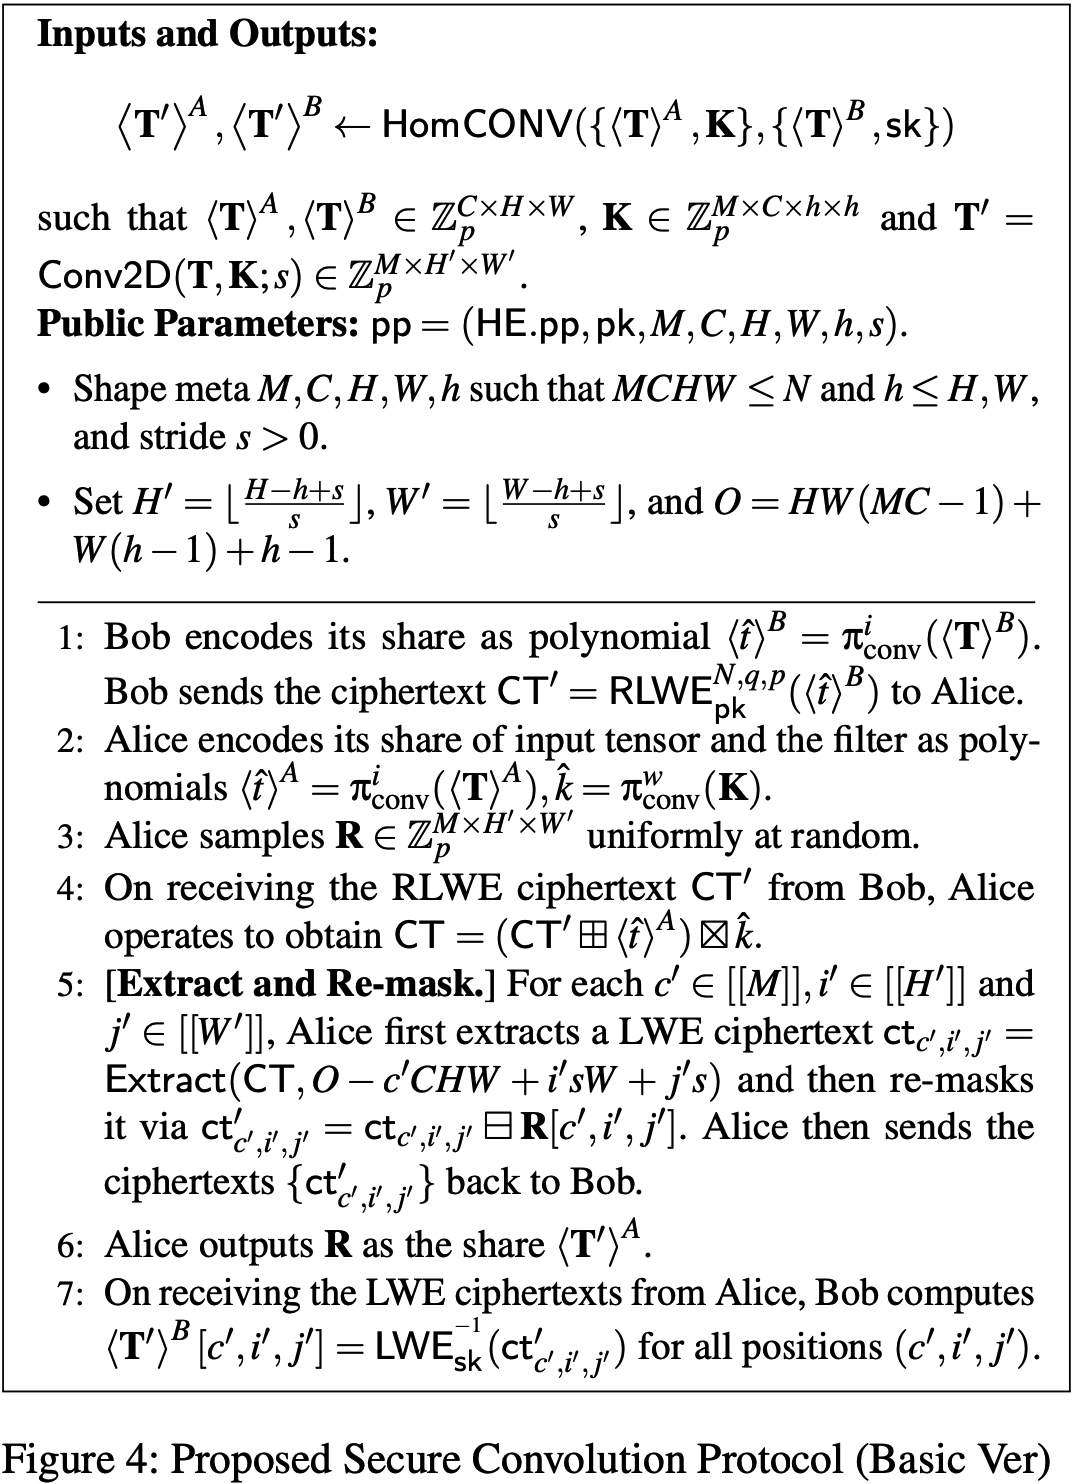 Inputs and Outputs:
⟨T′⟩^A, ⟨T′⟩^B ← HomCONV({⟨T⟩^A, K}, {⟨T⟩^B, sk})
such that ⟨T⟩^A, ⟨T⟩^B ∈ ℤ_p^{C×H×W}, K ∈ ℤ_p^{M×C×h×h} and T′ =
Conv2D(T, K; s) ∈ ℤ_p^{M×H′×W′}.
Public Parameters: pp = (HE.pp, pk, M, C, H, W, h, s).
• Shape meta M, C, H, W, h such that MCHW ≤ N and h ≤ H, W,
and stride s > 0.
• Set H′ = ⌊(H−h+s)/s⌋, W′ = ⌊(W−h+s)/s⌋, and O = HW(MC − 1) +
W(h − 1) + h − 1.
1: Bob encodes its share as polynomial ⟨t̂⟩^B = π^i_conv(⟨T⟩^B).
Bob sends the ciphertext CT′ = RLWE^{N,q,p}_pk(⟨t̂⟩^B) to Alice.
2: Alice encodes its share of input tensor and the filter as poly-
nomials ⟨t̂⟩^A = π^i_conv(⟨T⟩^A), k̂ = π^w_conv(K).
3: Alice samples R ∈ ℤ_p^{M×H′×W′} uniformly at random.
4: On receiving the RLWE ciphertext CT′ from Bob, Alice
operates to obtain CT = (CT′ ⊞ ⟨t̂⟩^A) ⊠ k̂.
5: [Extract and Re-mask.] For each c′ ∈ [[M]], i′ ∈ [[H′]] and
j′ ∈ [[W′]], Alice first extracts a LWE ciphertext ct_{c′,i′,j′} =
Extract(CT, O − c′CHW + i′sW + j′s) and then re-masks
it via ct′_{c′,i′,j′} = ct_{c′,i′,j′} ⊟ R[c′, i′, j′]. Alice then sends the
ciphertexts {ct′_{c′,i′,j′}} back to Bob.
6: Alice outputs R as the share ⟨T′⟩^A.
7: On receiving the LWE ciphertexts from Alice, Bob computes
⟨T′⟩^B[c′, i′, j′] = LWE^{-1}_sk(ct′_{c′,i′,j′}) for all positions (c′, i′, j′).
Figure 4: Proposed Secure Convolution Protocol (Basic Ver)